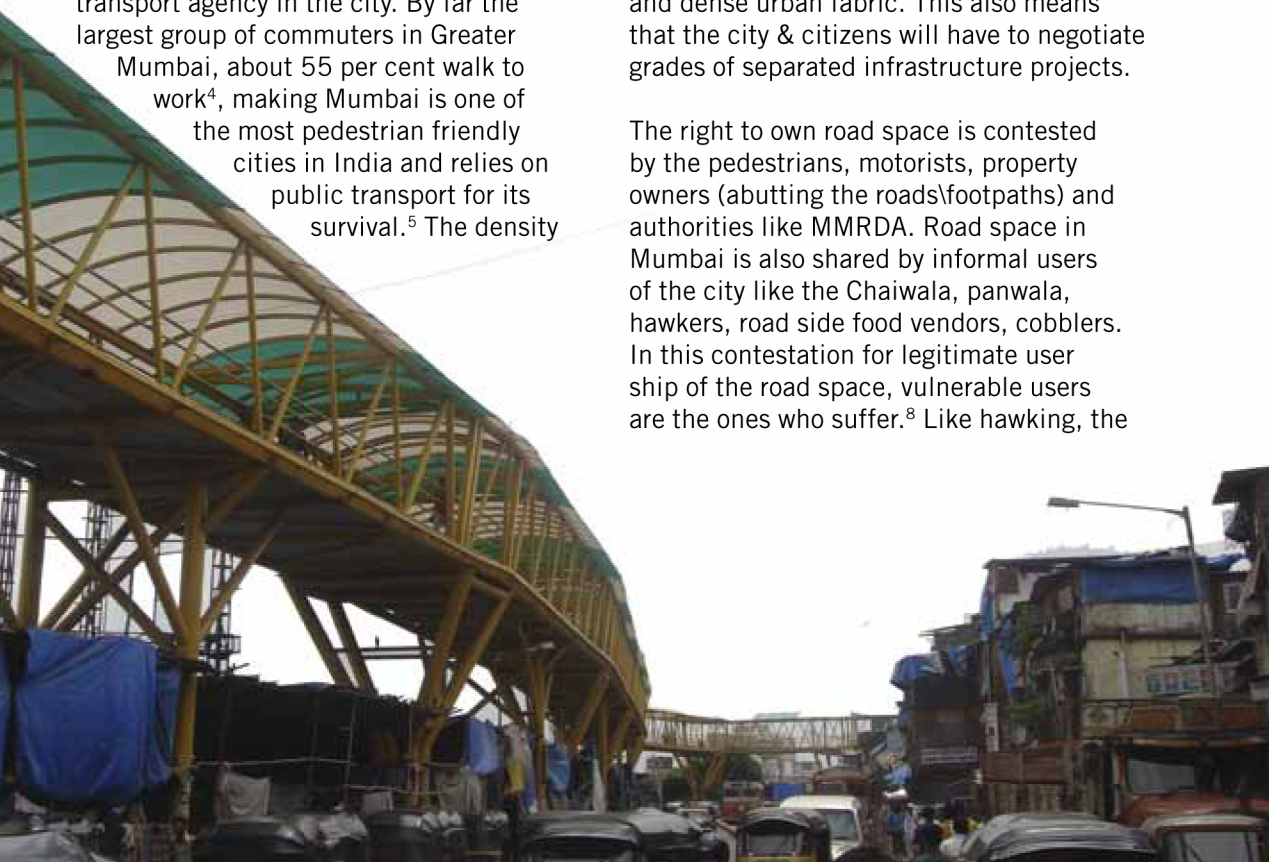 transport agency in the city. By far the
largest group of commuters in Greater
Mumbai, about 55 per cent walk to
work⁴, making Mumbai is one of
the most pedestrian friendly
cities in India and relies on
public transport for its
survival.⁵ The density
and dense urban fabric. This also means
that the city & citizens will have to negotiate
grades of separated infrastructure projects.
The right to own road space is contested
by the pedestrians, motorists, property
owners (abutting the roads\footpaths) and
authorities like MMRDA. Road space in
Mumbai is also shared by informal users
of the city like the Chaiwala, panwala,
hawkers, road side food vendors, cobblers.
In this contestation for legitimate user
ship of the road space, vulnerable users
are the ones who suffer.⁸ Like hawking, the